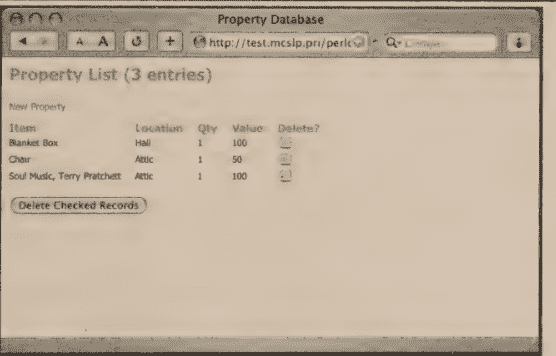 Property Database
A A + http://test.mcslp.pri/perl
Property List (3 entries)
New Property
Item Location Qty Value Delete?
Blanket Box Hall 1 100
Chair Attic 1 50
Soul Music, Terry Pratchett Attic 1 100
Delete Checked Records